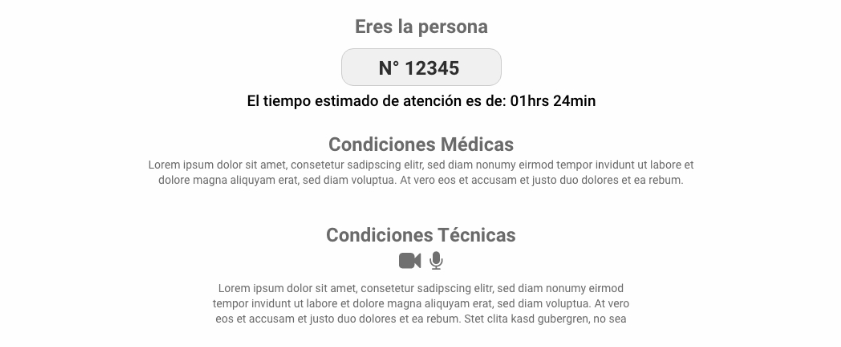 Eres la persona
N° 12345
El tiempo estimado de atención es de: 01hrs 24min
Condiciones Médicas
Lorem ipsum dolor sit amet, consetetur sadipscing elitr, sed diam nonumy eirmod tempor invidunt ut labore et
dolore magna aliquyam erat, sed diam voluptua. At vero eos et accusam et justo duo dolores et ea rebum.
Condiciones Técnicas
Lorem ipsum dolor sit amet, consetetur sadipscing elitr, sed diam nonumy eirmod
tempor invidunt ut labore et dolore magna aliquyam erat, sed diam voluptua. At vero
eos et accusam et justo duo dolores et ea rebum. Stet clita kasd gubergren, no sea